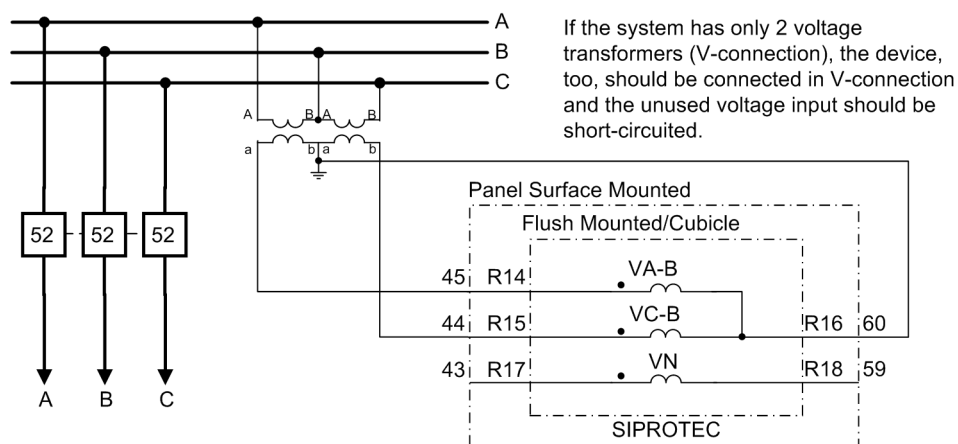 A
B
C
If the system has only 2 voltage
transformers (V-connection), the device,
too, should be connected in V-connection
and the unused voltage input should be
short-circuited.
A B A B
a b a b
Panel Surface Mounted
Flush Mounted/Cubicle
52 52 52
45 R14 VA-B
44 R15 VC-B R16 60
43 R17 VN R18 59
A B C
SIPROTEC